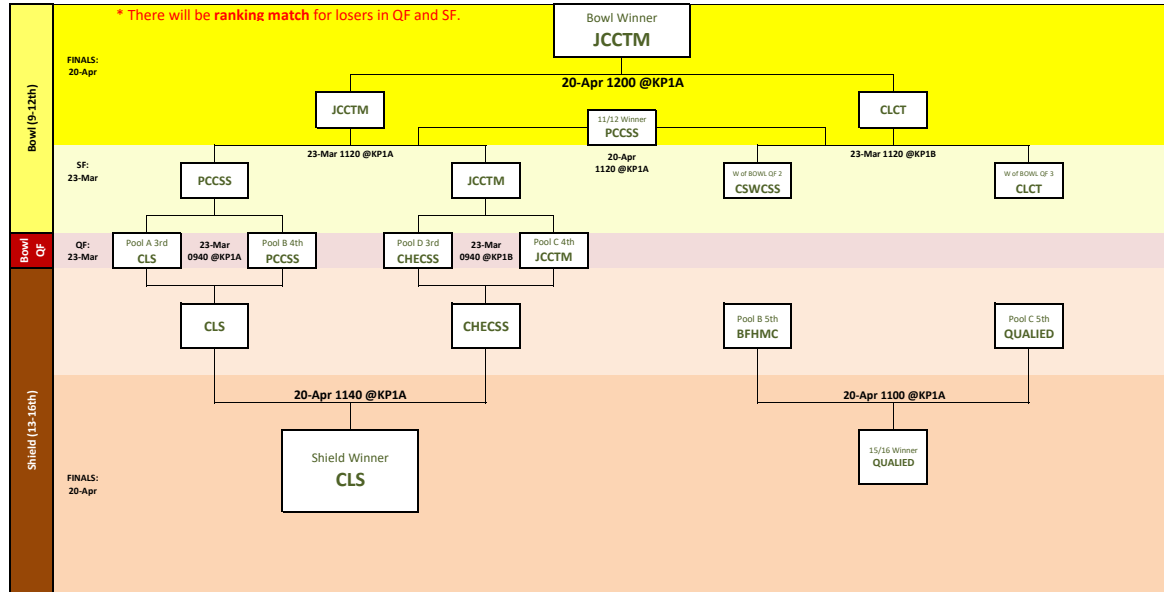 * There will be ranking match for losers in QF and SF.
Bowl Winner
JCCTM
FINALS:
20-Apr
20-Apr 1200 @KP1A
JCCTM
CLCT
11/12 Winner
PCCSS
Bowl (9-12th)
23-Mar 1120 @KP1A
20-Apr
1120 @KP1A
23-Mar 1120 @KP1B
SF:
23-Mar
PCCSS
JCCTM
W of BOWL QF 2
CSWCSS
W of BOWL QF 3
CLCT
Bowl
QF
QF:
23-Mar
Pool A 3rd
CLS
23-Mar
0940 @KP1A
Pool B 4th
PCCSS
Pool D 3rd
CHECSS
23-Mar
0940 @KP1B
Pool C 4th
JCCTM
CLS
CHECSS
Pool B 5th
BFHMC
Pool C 5th
QUALIED
Shield (13-16th)
20-Apr 1140 @KP1A
20-Apr 1100 @KP1A
Shield Winner
CLS
15/16 Winner
QUALIED
FINALS:
20-Apr